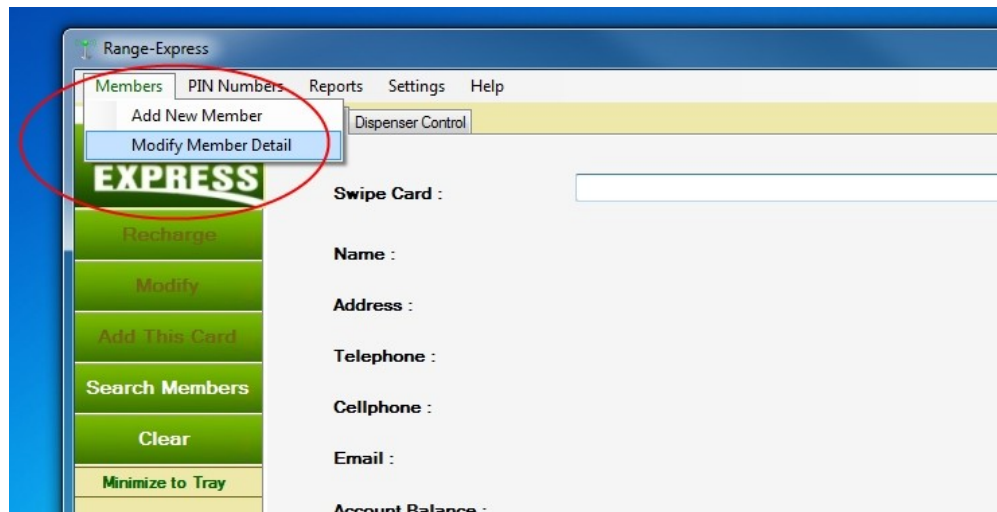 Range-Express
Members PIN Numbers Reports Settings Help
Add New Member
Modify Member Detail
Dispenser Control
EXPRESS
Recharge
Modify
Add This Card
Search Members
Clear
Minimize to Tray
Swipe Card :
Name :
Address :
Telephone :
Cellphone :
Email :
Account Balance :